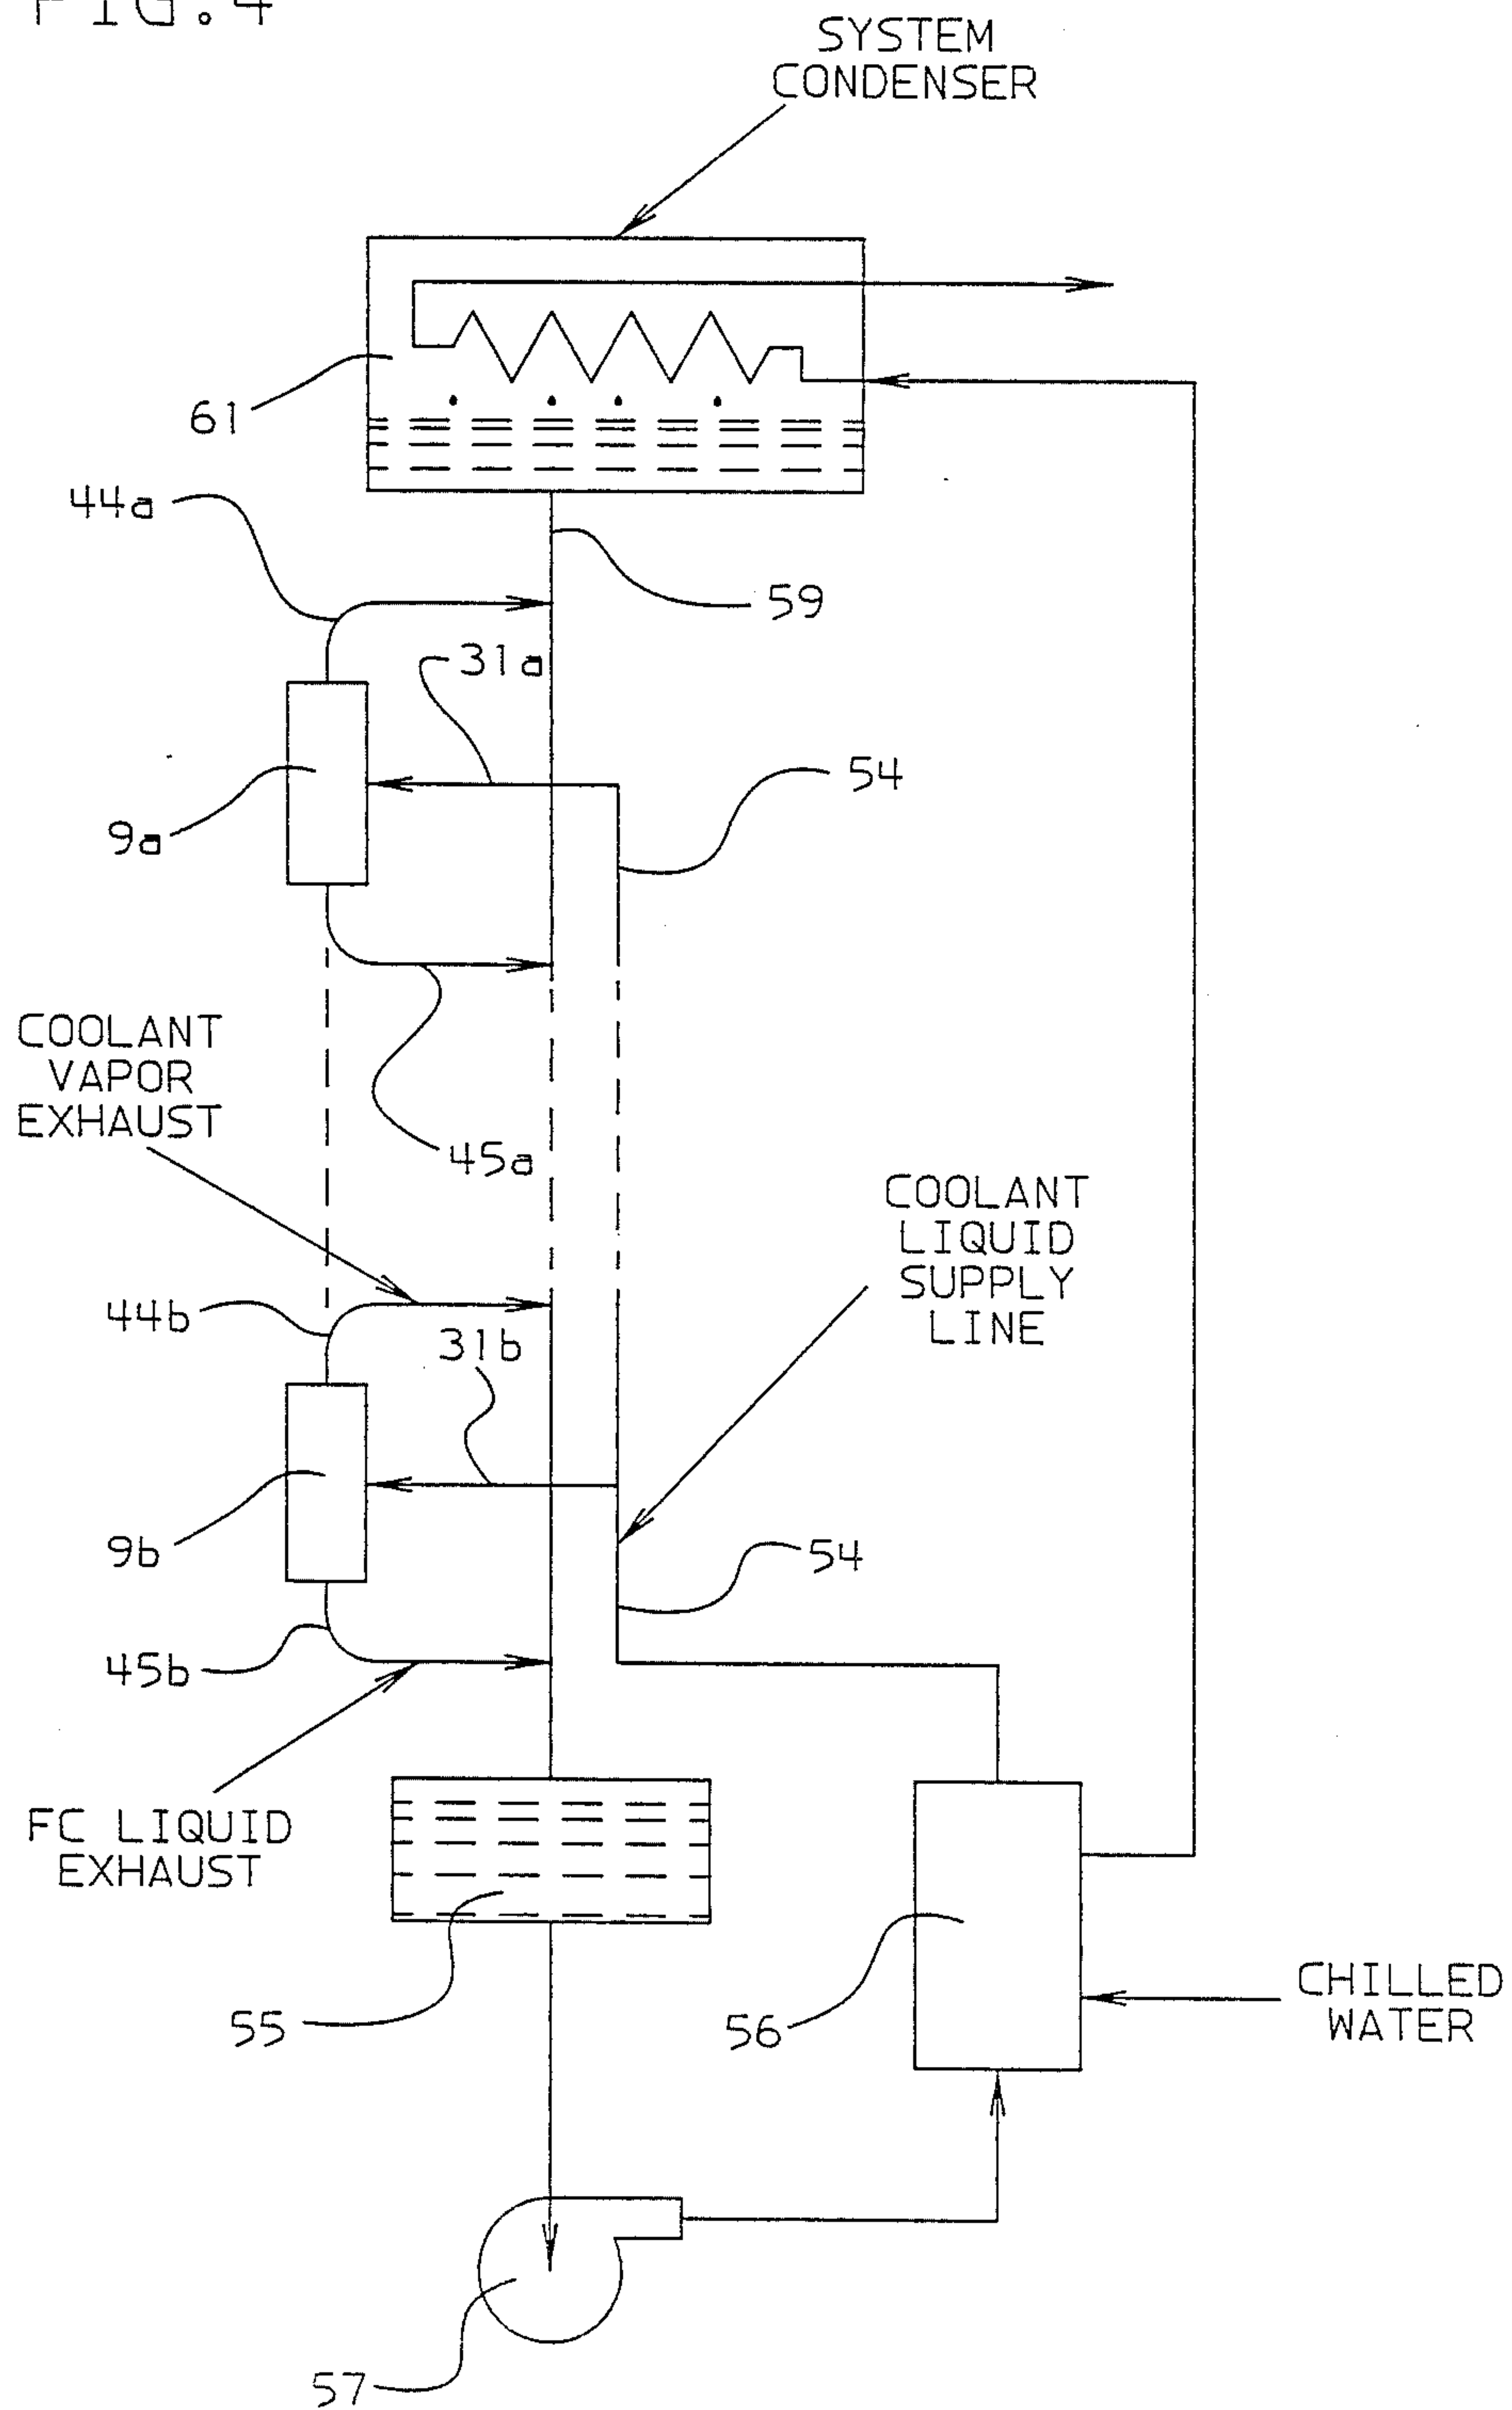 FIG.4
SYSTEM
CONDENSER
61
44a
59
31a
54
9a
COOLANT
VAPOR
EXHAUST
45a
COOLANT
LIQUID
SUPPLY
LINE
44b
31b
9b
54
45b
FC LIQUID
EXHAUST
55
56
CHILLED
WATER
57